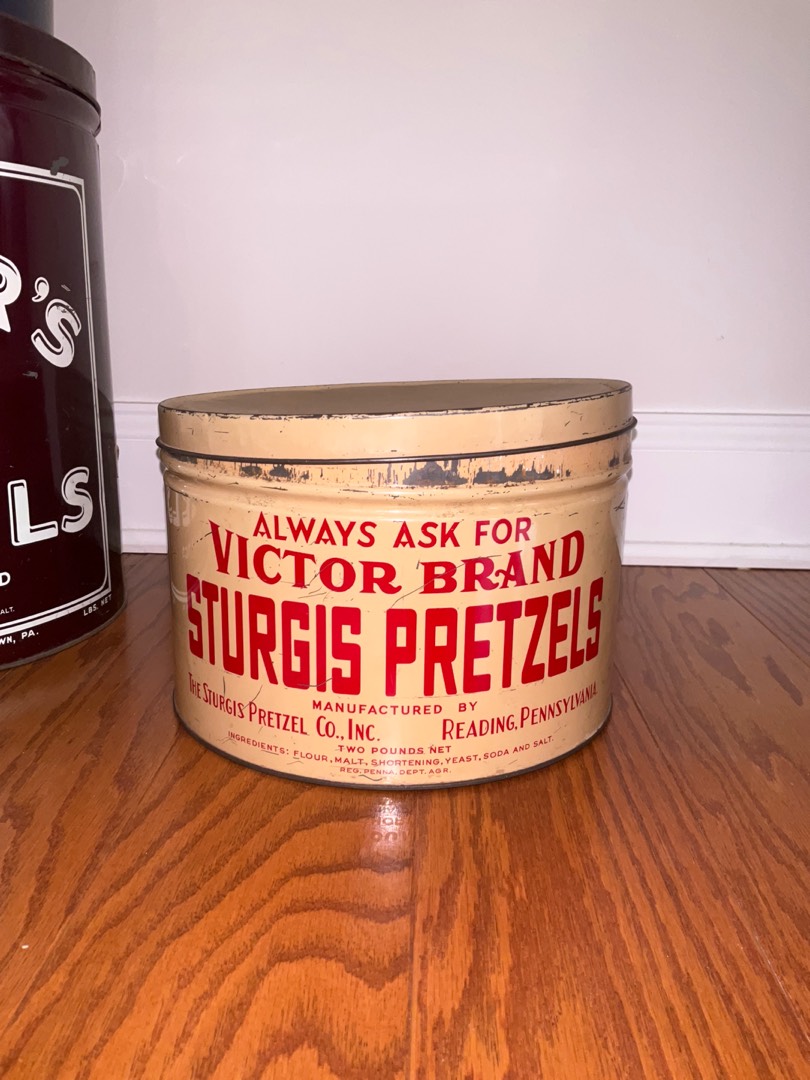 'S
LS
D
ALT.
LBS. NET
WN, PA.
ALWAYS ASK FOR
VICTOR BRAND
STURGIS PRETZELS
MANUFACTURED BY
THE STURGIS PRETZEL CO., INC. READING, PENNSYLVANIA
TWO POUNDS NET
INGREDIENTS: FLOUR, MALT, SHORTENING, YEAST, SODA AND SALT.
REG. PENNA. DEPT. AGR.